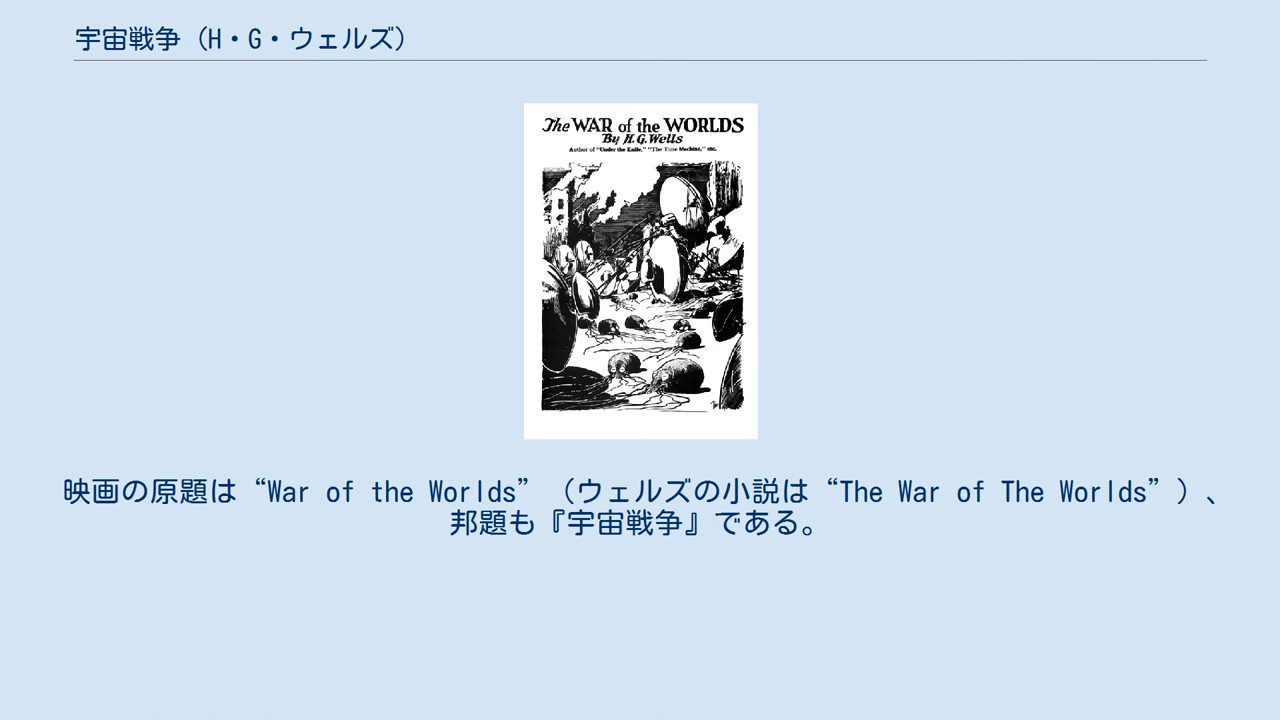 宇宙戦争（H・G・ウェルズ）
The WAR of the WORLDS
By H. G. Wells
Author of "Under the Knife," "The Time Machine," etc.
映画の原題は“War of the Worlds” （ウェルズの小説は“The War of The Worlds”）、
邦題も『宇宙戦争』である。